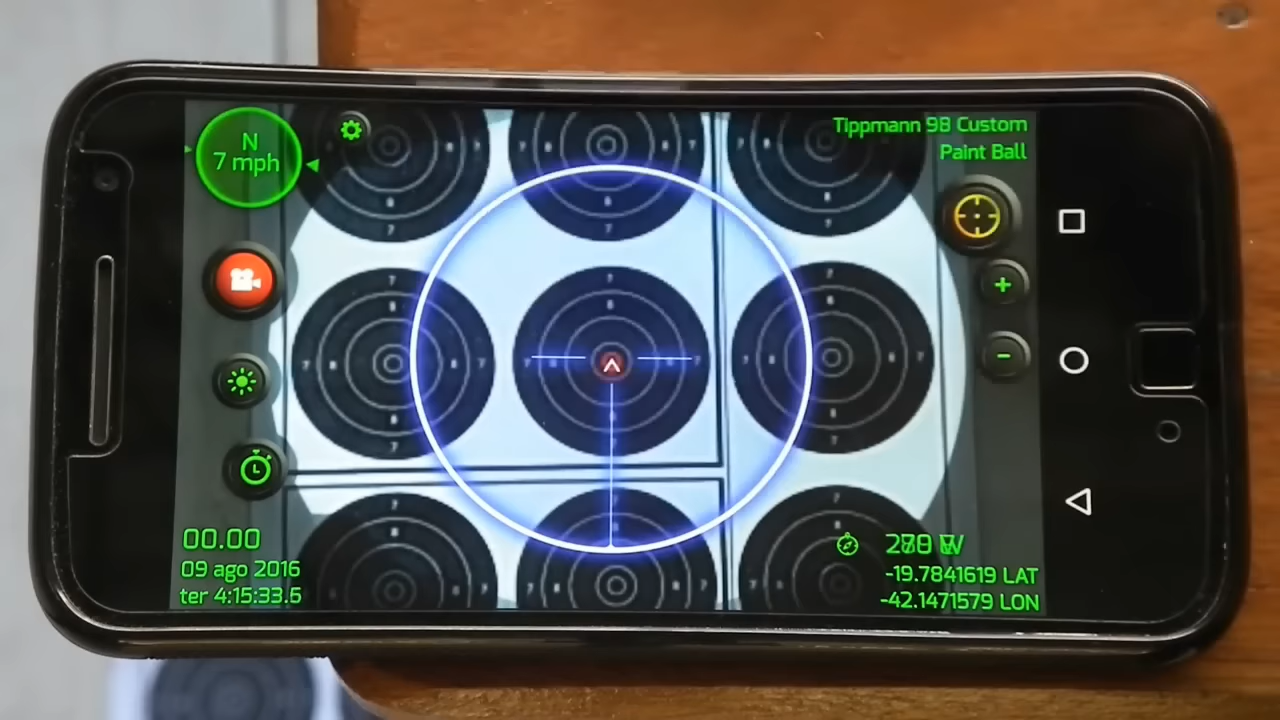 N
7 mph
Tippmann 98 Custom
Paint Ball
00.00
09 ago 2016
ter 4:15:33.5
-19.7841619 LAT
-42.1471579 LON